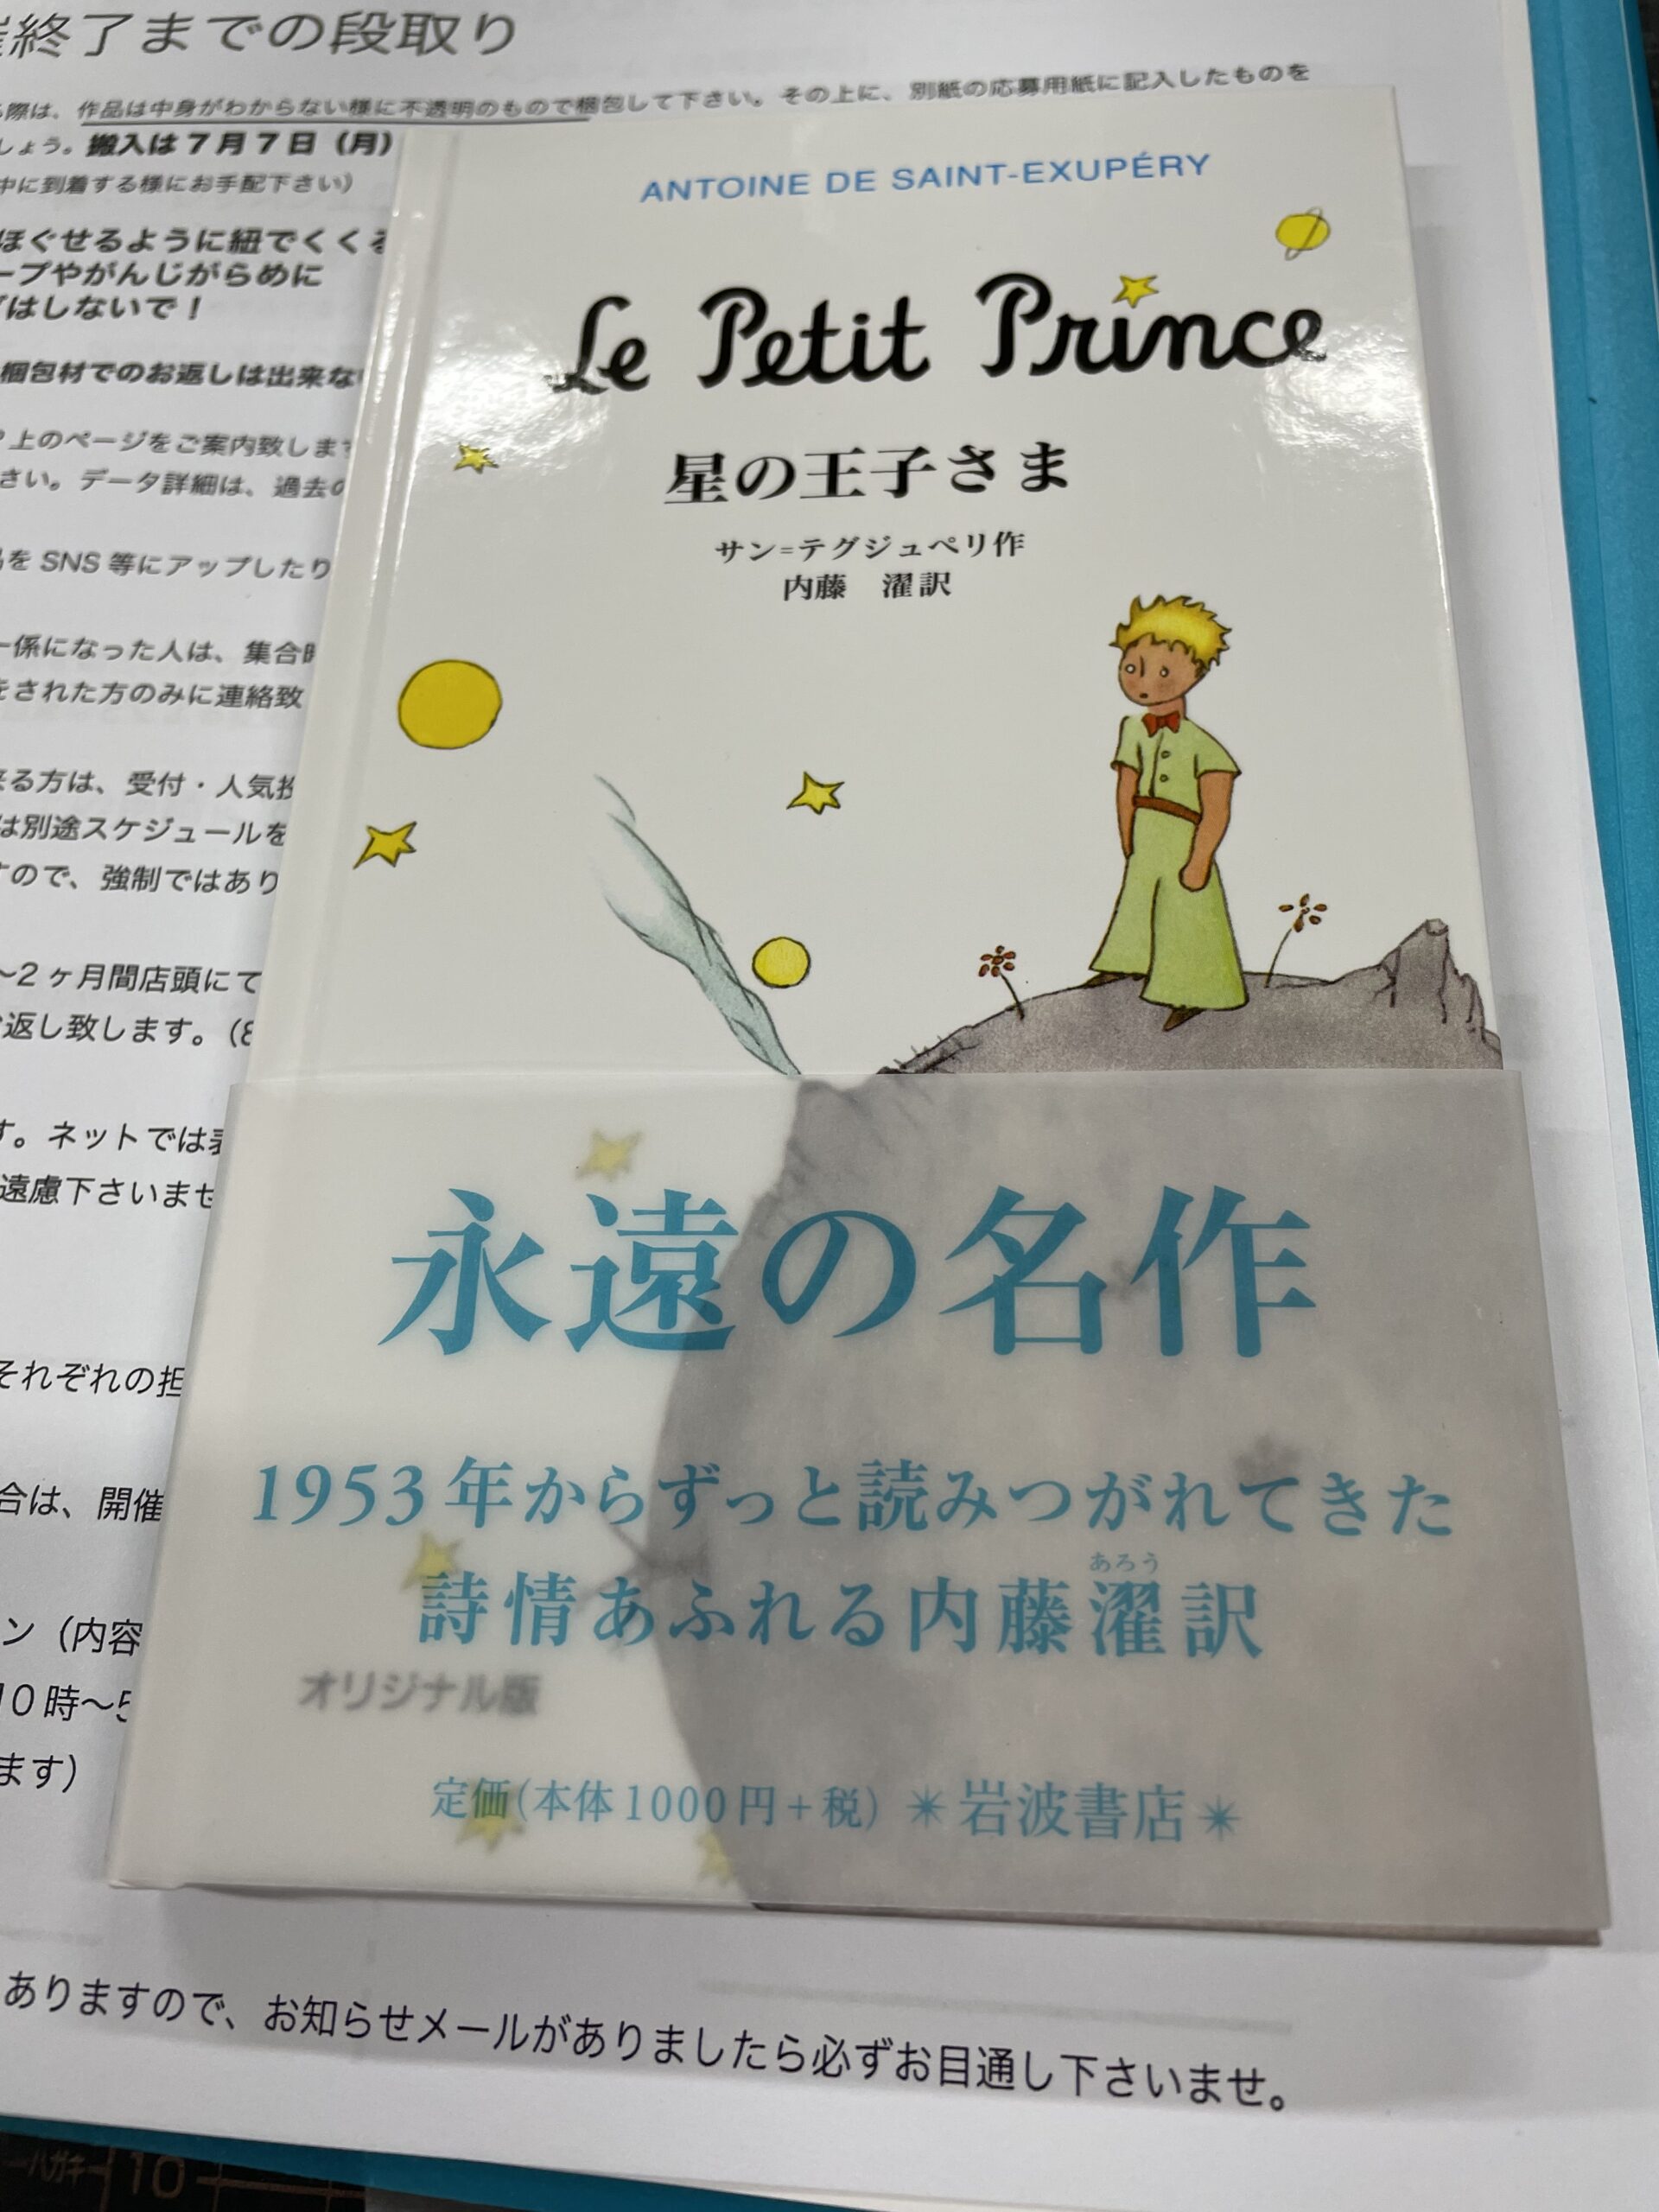 終了までの段取り
際は、作品は中身がわからない様に不透明のもので梱包して下さい。その上に、別紙の応募用紙に記入したものを
しょう。搬入は7月7日(月)
中に到着する様にお手配下さい)
ほぐせるように紐でくくる
ープやがんじがらめに
はしないで!
梱包材でのお返しは出来ない
上のページをご案内致します
さい。データ詳細は、過去の
をSNS等にアップしたり
係になった人は、集合時
をされた方のみに連絡致
来る方は、受付・人気投
は別途スケジュールを
すので、強制ではあり
〜2ヶ月間店頭にて
返し致します。(8
す。ネットでは表
遠慮下さいませ
それぞれの担
合は、開催
ン(内容
10時〜5
ます)
ANTOINE DE SAINT-EXUPÉRY
Le Petit Prince
星の王子さま
サン=テグジュペリ作
内藤 濯訳
永遠の名作
1953年からずっと読みつがれてきた
あろう
詩情あふれる内藤濯訳
オリジナル版
定価(本体1000円+税) ✴岩波書店✴
ありますので、お知らせメールがありましたら必ずお目通し下さいませ。
ハガキ 10